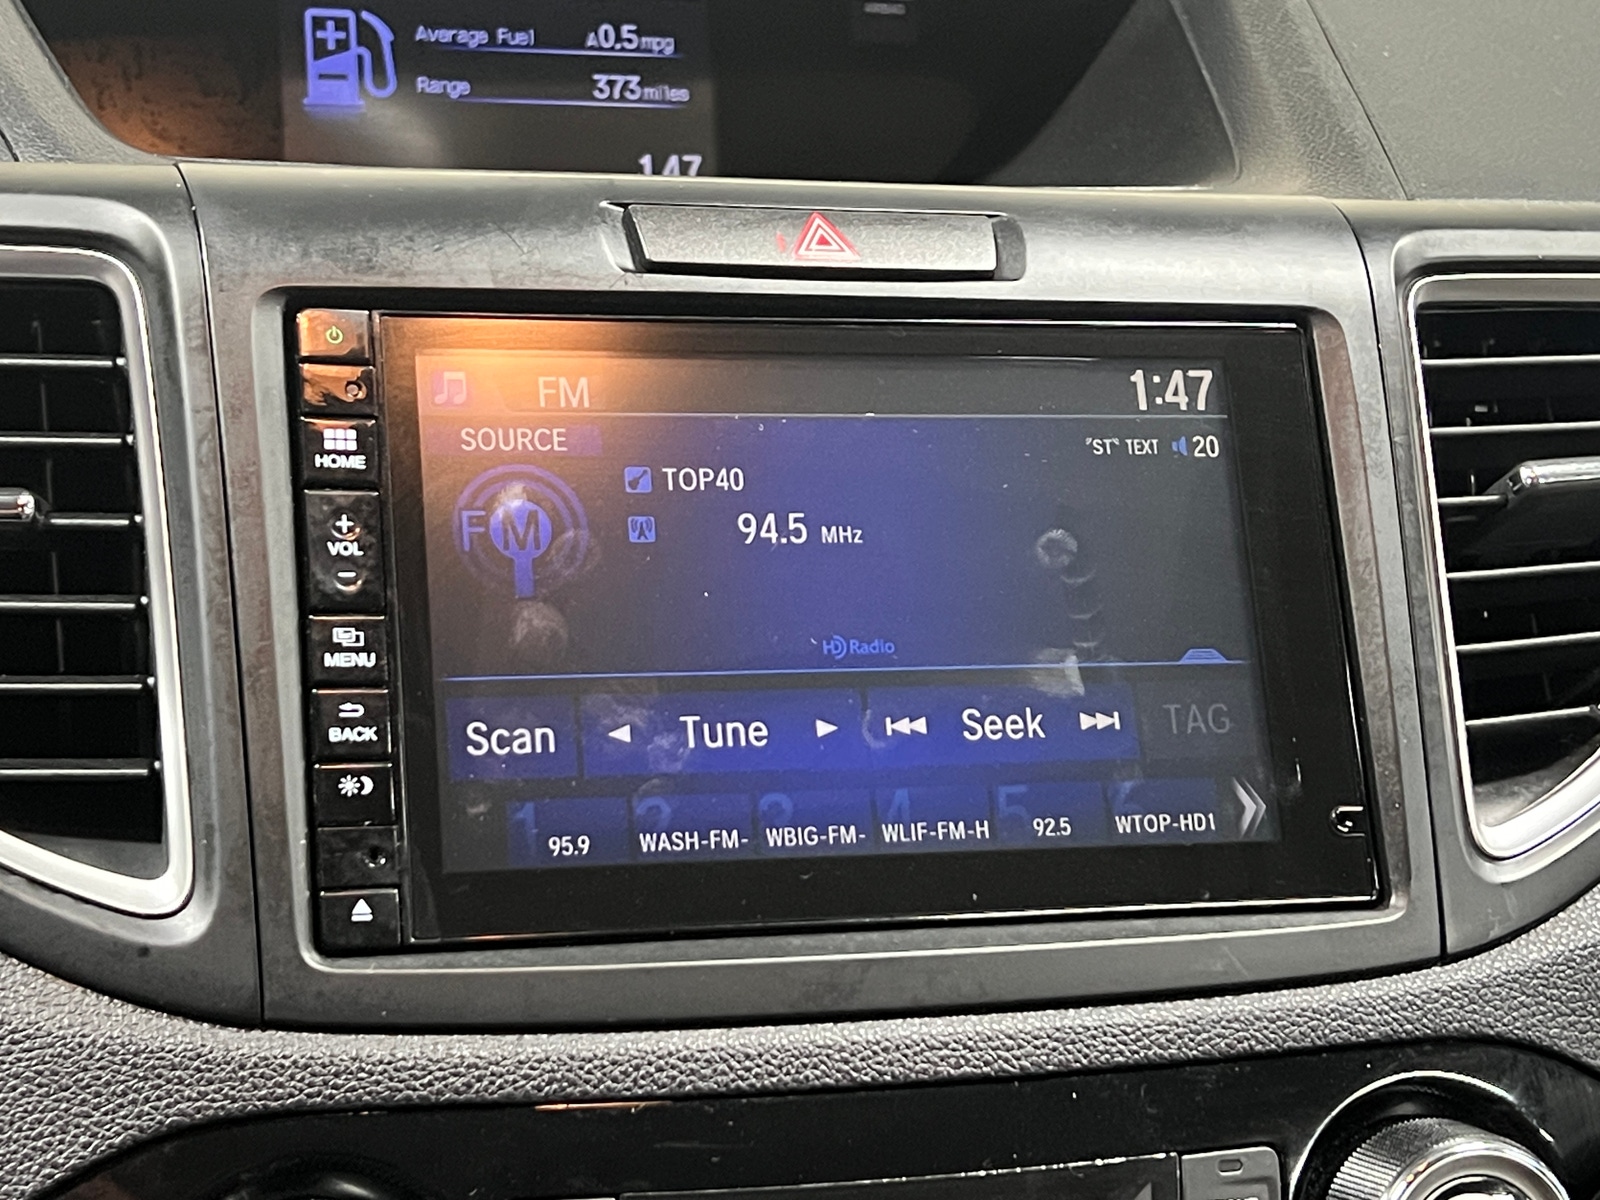 Average Fuel A0.5mpg
Range 373miles
1:47
FM 1:47
SOURCE
"ST" TEXT 20
TOP40
FM
94.5 MHz
HD Radio
Scan Tune Seek TAG
1 2 3 4 5 6
95.9 WASH-FM- WBIG-FM- WLIF-FM-H 92.5 WTOP-HD1
HOME
+
VOL
-
MENU
BACK